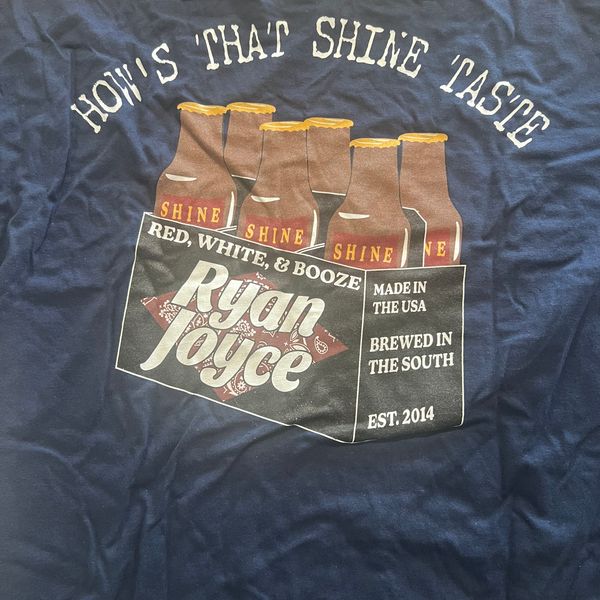 HOW'S THAT SHINE TASTE
SHINE
SHINE
SHINE
NE
RED, WHITE, & BOOZE
Ryan
Joyce
MADE IN
THE USA
BREWED IN
THE SOUTH
EST. 2014